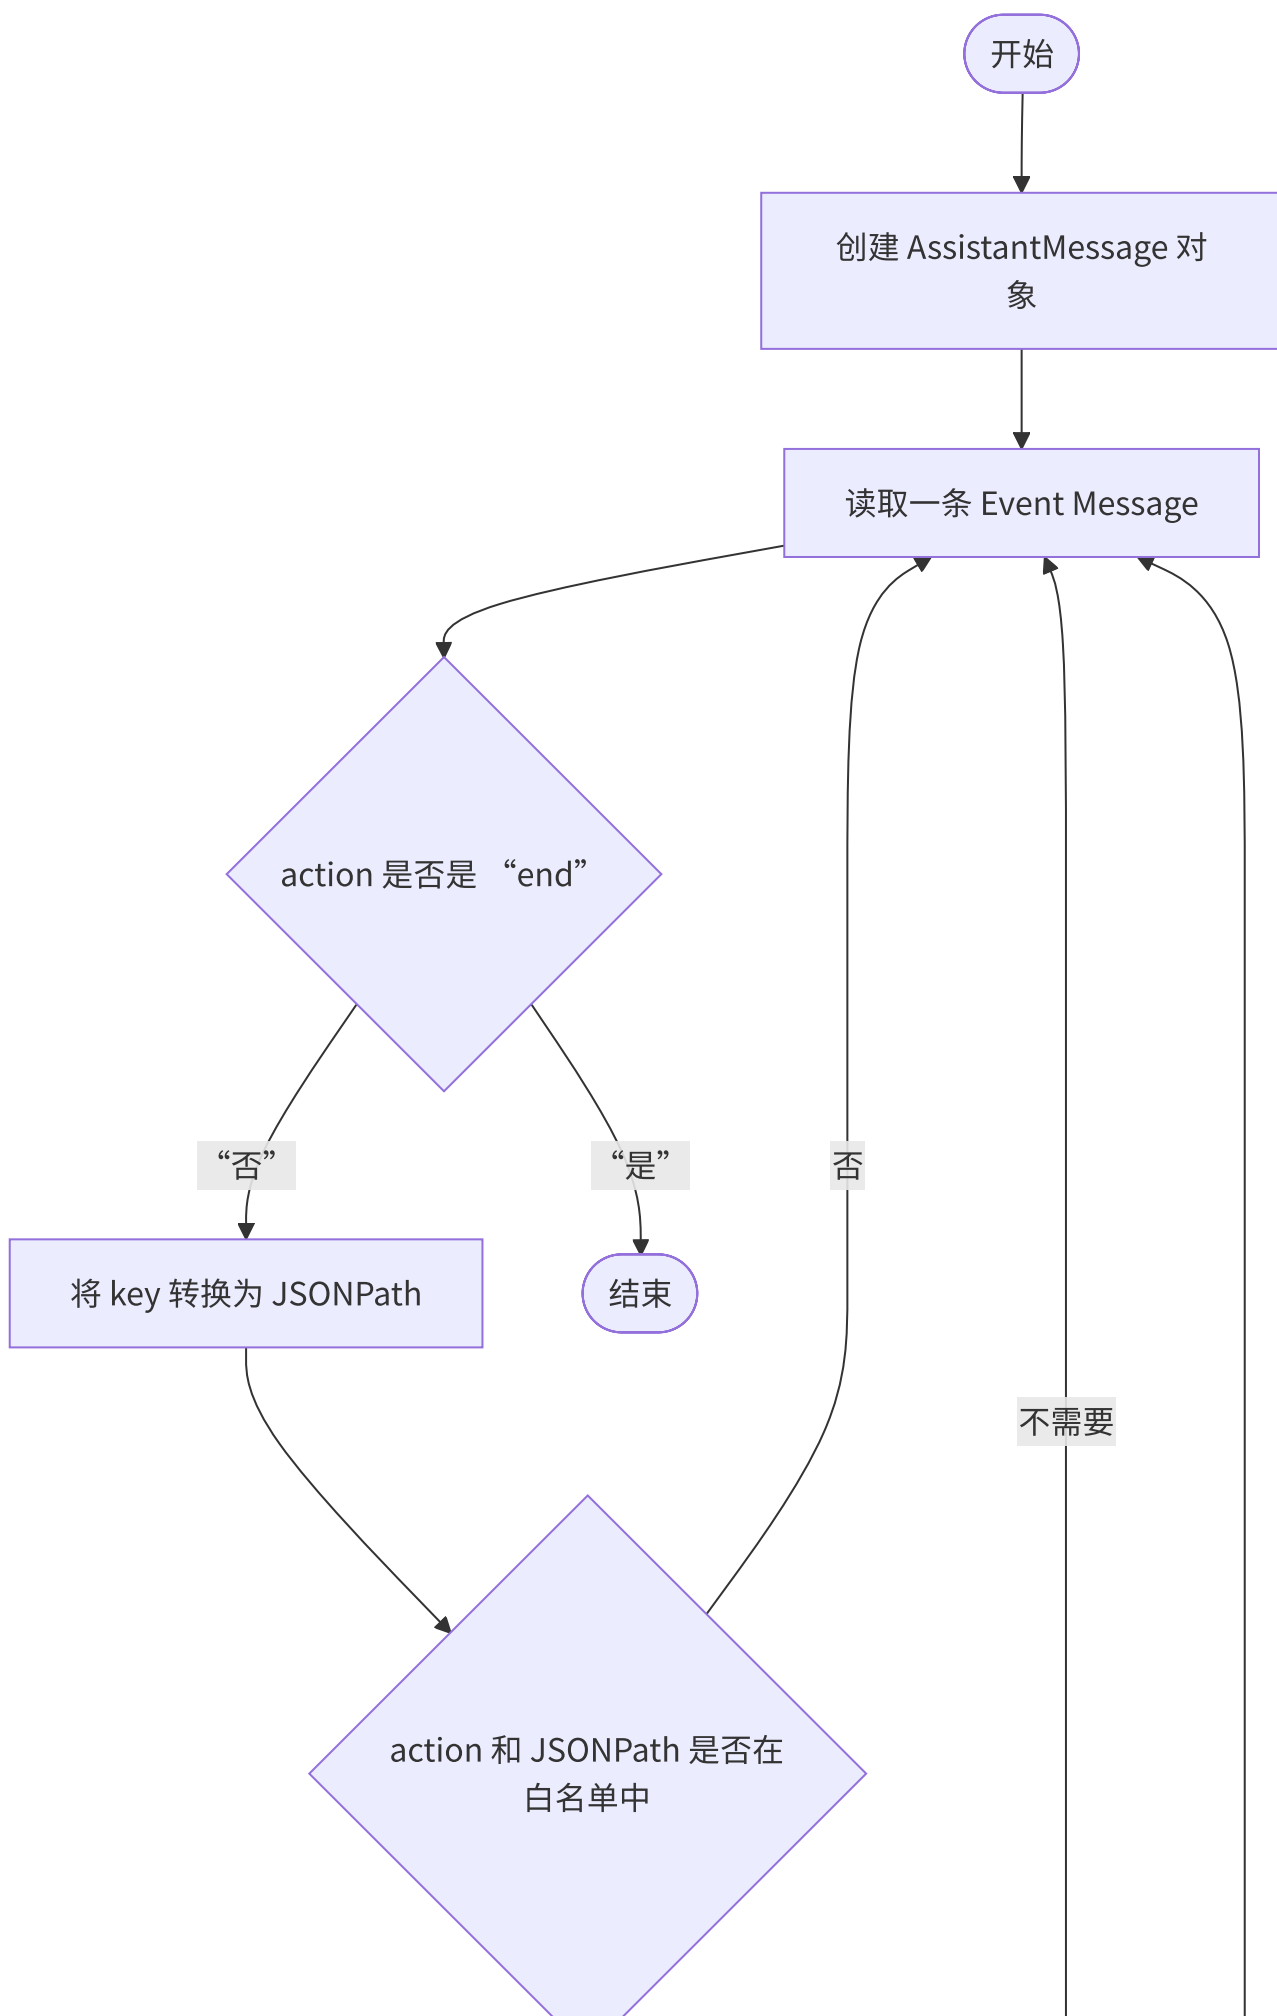 开始
创建 AssistantMessage 对
象
读取一条 Event Message
action 是否是 “end”
“否”
“是”
否
将 key 转换为 JSONPath
结束
不需要
action 和 JSONPath 是否在
白名单中